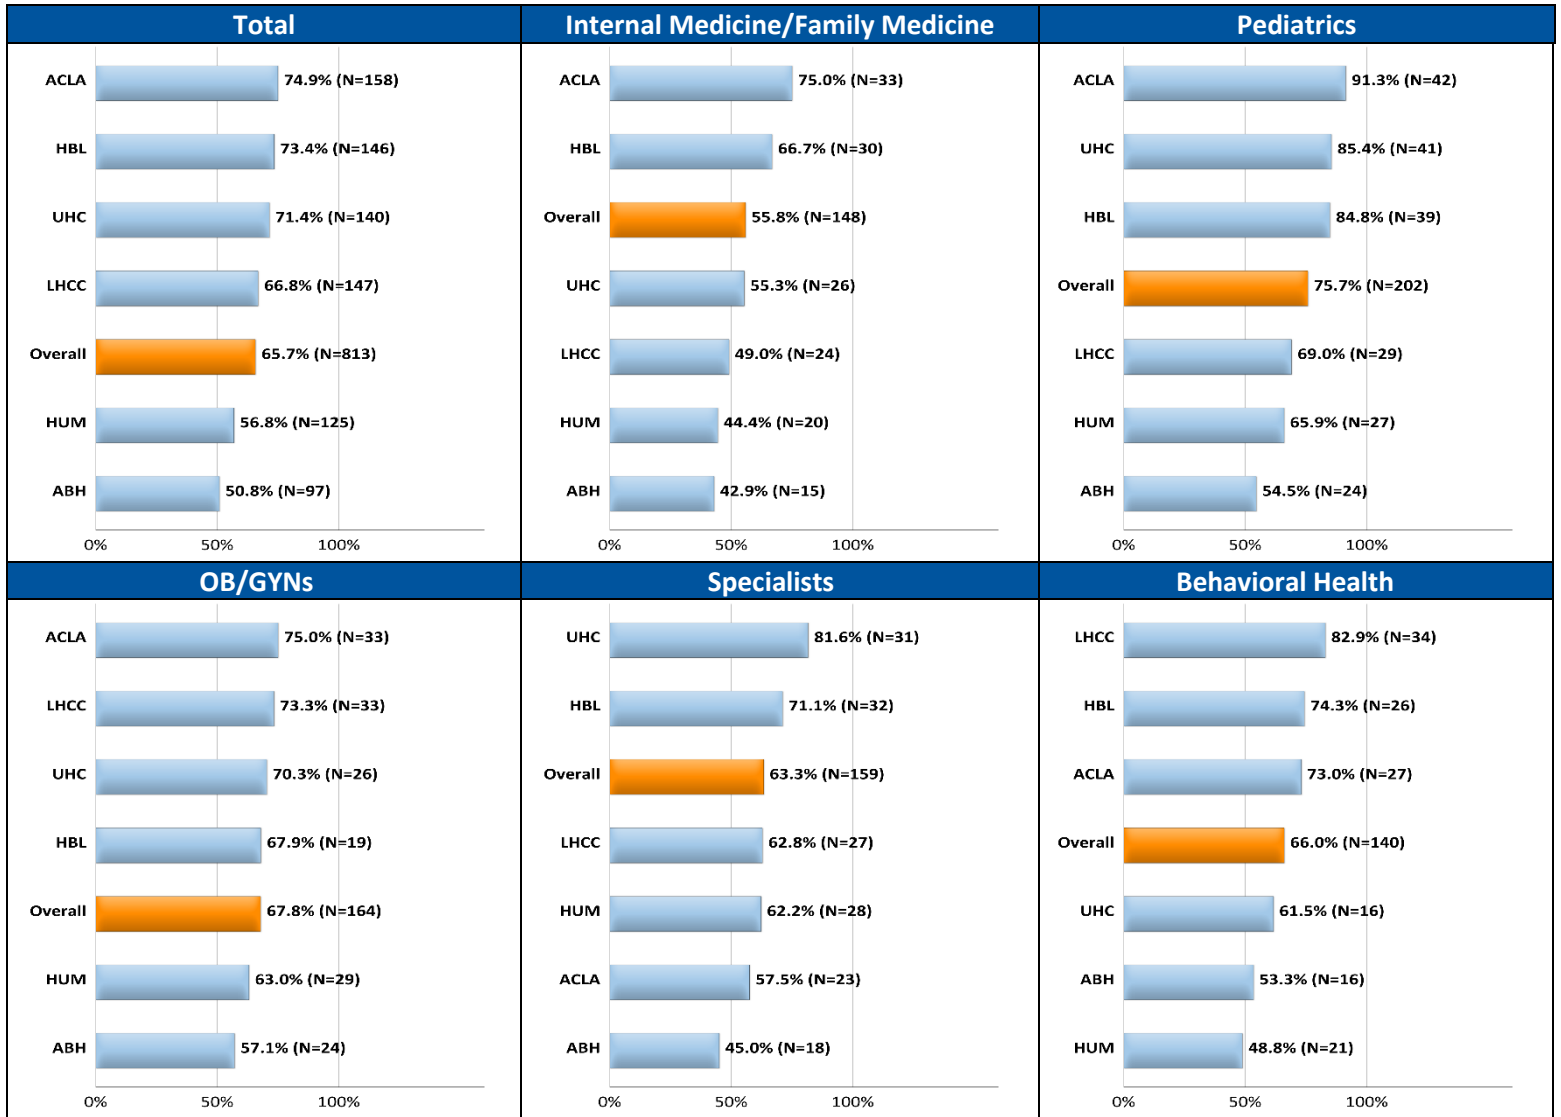 Total
ACLA 74.9% (N=158)
HBL 73.4% (N=146)
UHC 71.4% (N=140)
LHCC 66.8% (N=147)
Overall 65.7% (N=813)
HUM 56.8% (N=125)
ABH 50.8% (N=97)
0% 50% 100%
Internal Medicine/Family Medicine
ACLA 75.0% (N=33)
HBL 66.7% (N=30)
Overall 55.8% (N=148)
UHC 55.3% (N=26)
LHCC 49.0% (N=24)
HUM 44.4% (N=20)
ABH 42.9% (N=15)
0% 50% 100%
Pediatrics
ACLA 91.3% (N=42)
UHC 85.4% (N=41)
HBL 84.8% (N=39)
Overall 75.7% (N=202)
LHCC 69.0% (N=29)
HUM 65.9% (N=27)
ABH 54.5% (N=24)
0% 50% 100%
OB/GYNs
ACLA 75.0% (N=33)
LHCC 73.3% (N=33)
UHC 70.3% (N=26)
HBL 67.9% (N=19)
Overall 67.8% (N=164)
HUM 63.0% (N=29)
ABH 57.1% (N=24)
0% 50% 100%
Specialists
UHC 81.6% (N=31)
HBL 71.1% (N=32)
Overall 63.3% (N=159)
LHCC 62.8% (N=27)
HUM 62.2% (N=28)
ACLA 57.5% (N=23)
ABH 45.0% (N=18)
0% 50% 100%
Behavioral Health
LHCC 82.9% (N=34)
HBL 74.3% (N=26)
ACLA 73.0% (N=27)
Overall 66.0% (N=140)
UHC 61.5% (N=16)
ABH 53.3% (N=16)
HUM 48.8% (N=21)
0% 50% 100%